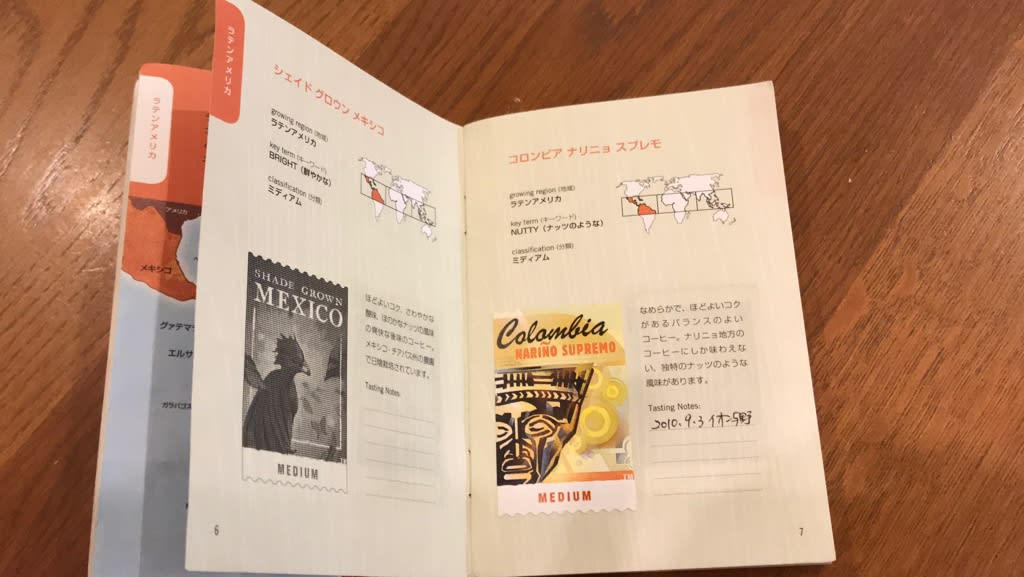 ラテンアメリカ
アメリカ
メキシコ
グァテマ
エルサ
ガラパゴス
ラテンアメリカ
シェイド グロウン メキシコ
growing region (地域)
ラテンアメリカ
key term (キーワード)
BRIGHT（鮮やかな）
classification (分類)
ミディアム
SHADE GROWN
MEXICO
MEDIUM
ほどよいコク、さわやかな
酸味、ほのかなナッツの風味
の爽快な後味のコーヒー。
メキシコ・チアパス州の農園
で日陰栽培されています。
Tasting Notes:
6
コロンビア ナリニョ スプレモ
growing region (地域)
ラテンアメリカ
key term (キーワード)
NUTTY（ナッツのような）
classification (分類)
ミディアム
Colombia
NARIÑO SUPREMO
TM
MEDIUM
なめらかで、ほどよいコク
があるバランスのよい
コーヒー。ナリニョ地方の
コーヒーにしか味わえな
い、独特のナッツのような
風味があります。
Tasting Notes:
2010.9.3 イオン与野
7